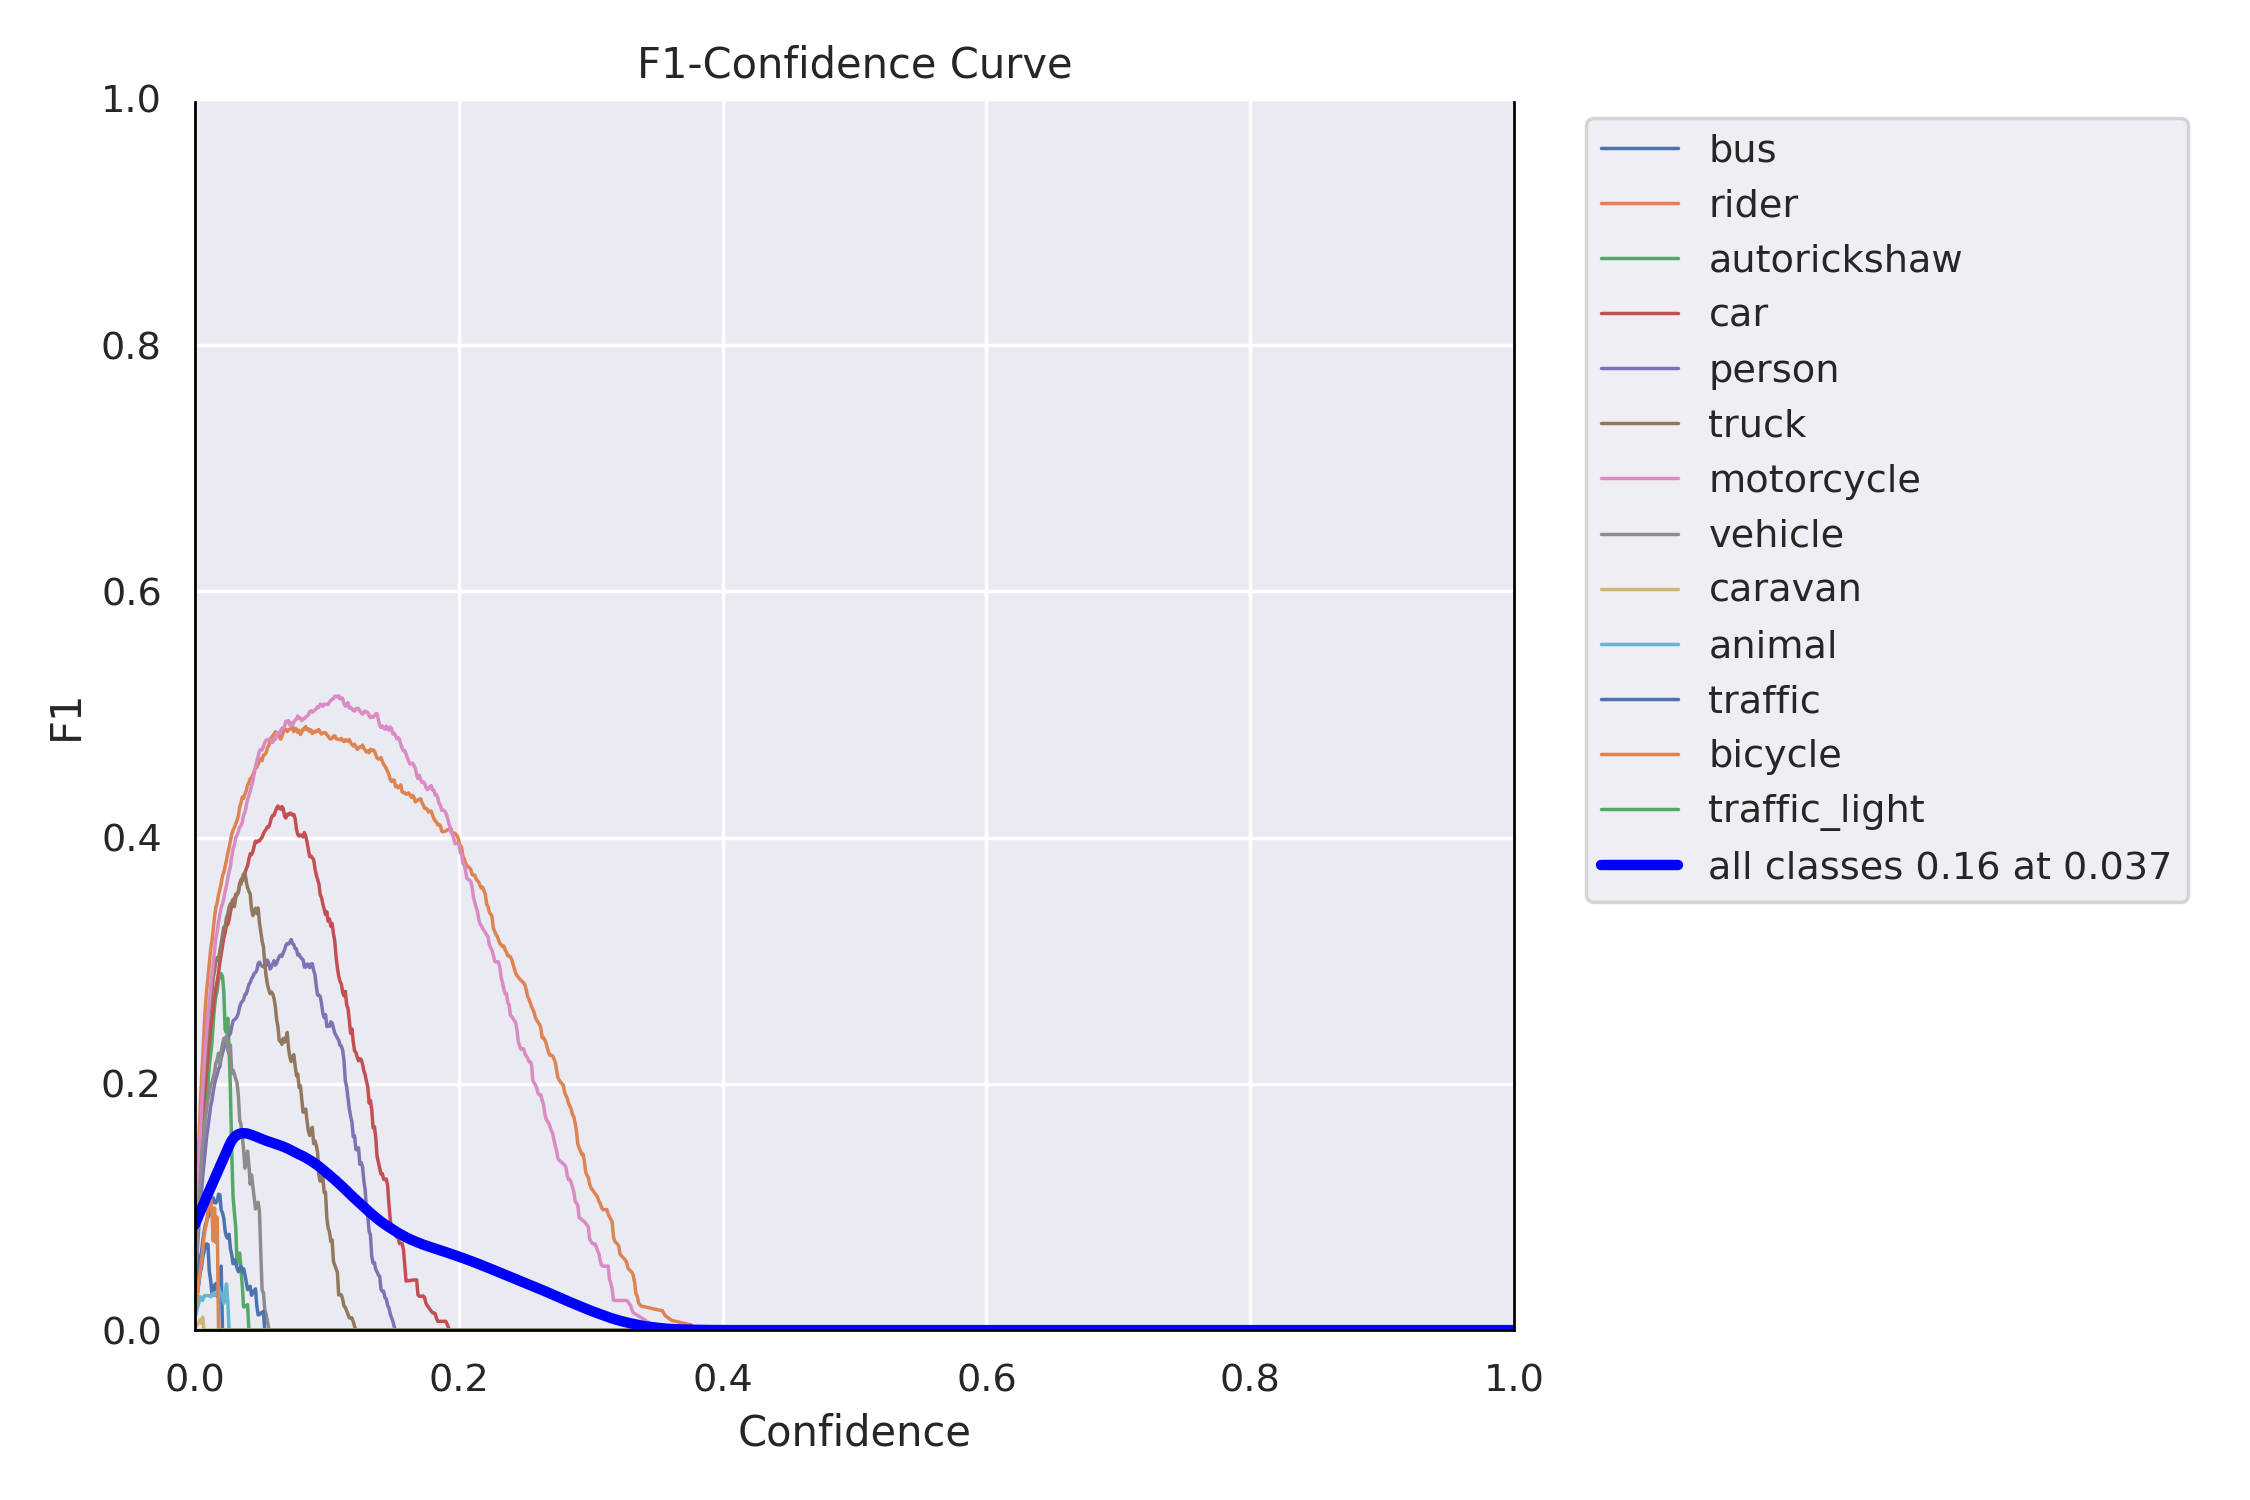 F1-Confidence Curve
1.0
0.8
0.6
0.4
0.2
0.0
F1
0.0 0.2 0.4 0.6 0.8 1.0
Confidence
bus
rider
autorickshaw
car
person
truck
motorcycle
vehicle
caravan
animal
traffic
bicycle
traffic_light
all classes 0.16 at 0.037